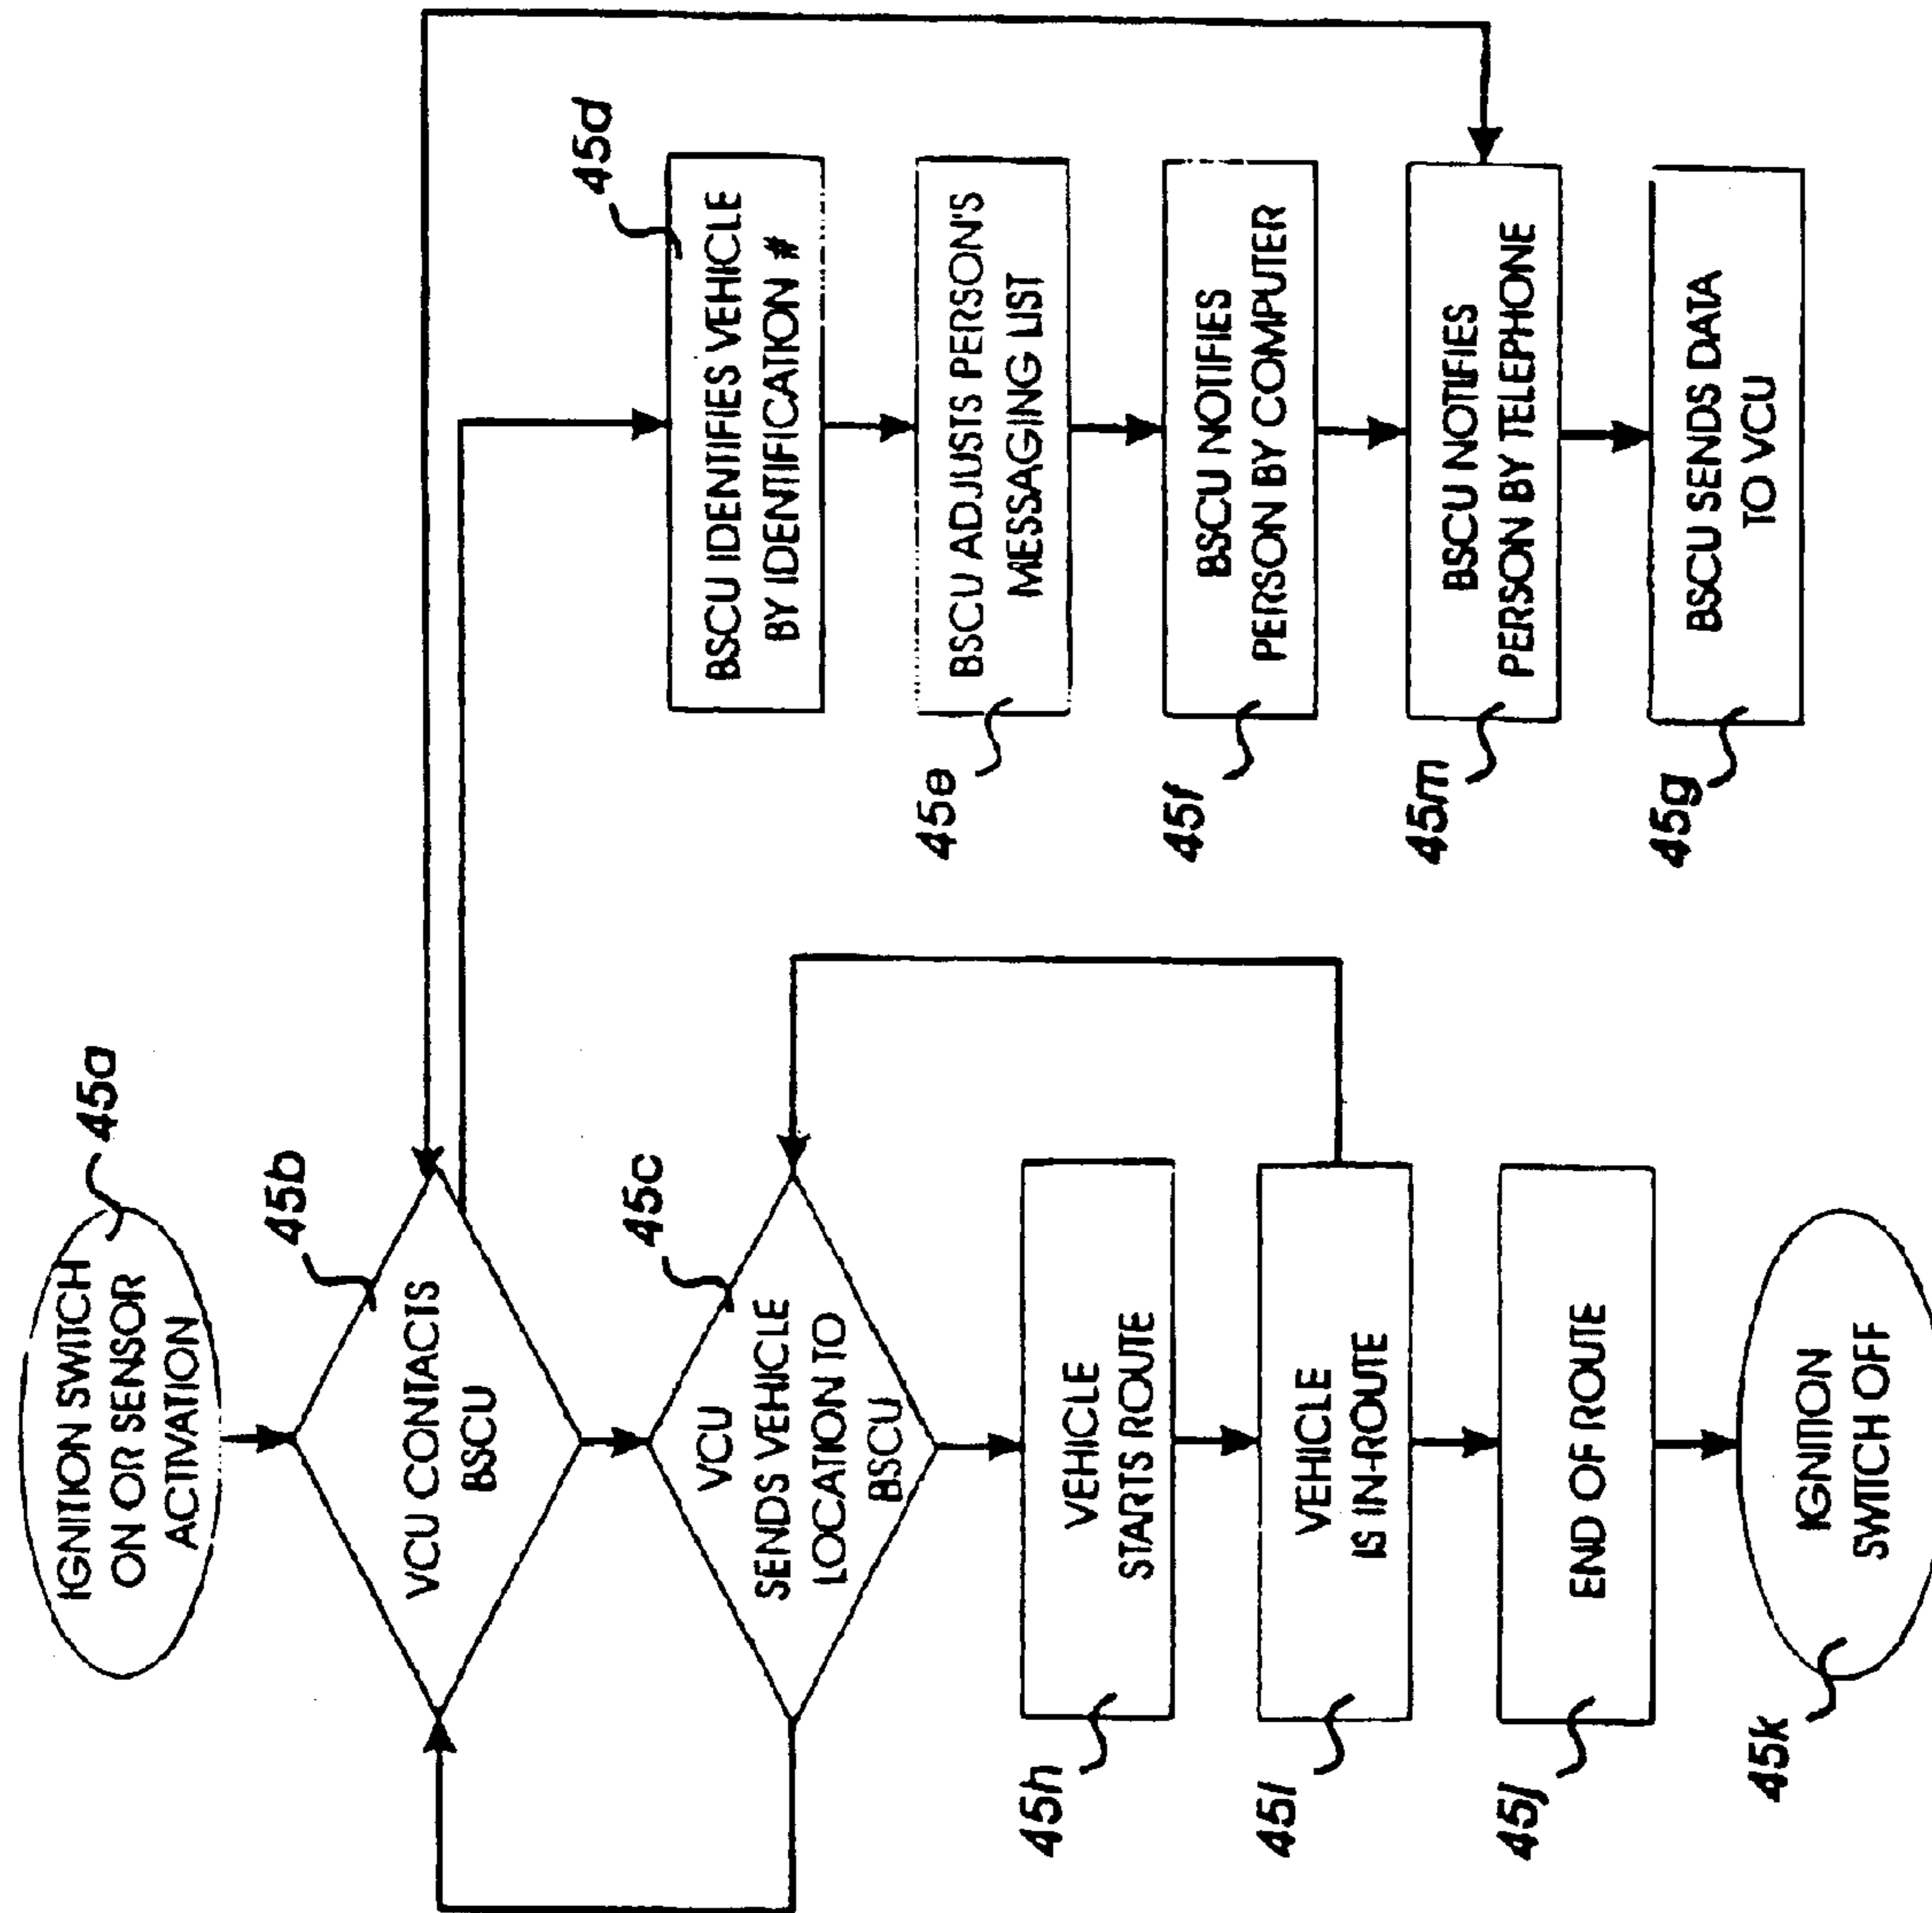 IGNITION SWITCH
ON OR SENSOR
ACTIVATION
45a
VCU CONTACTS
BSCU
45b
VCU
SENDS VEHICLE
LOCATION TO
BSCU
45c
VEHICLE
STARTS ROUTE
45h
VEHICLE
IS IN-ROUTE
45i
END OF ROUTE
45j
IGNITION
SWITCH OFF
45k
BSCU IDENTIFIES VEHICLE
BY IDENTIFICATION #
45d
BSCU ADJUSTS PERSON'S
MESSAGING LIST
45e
BSCU NOTIFIES
PERSON BY COMPUTER
45f
BSCU NOTIFIES
PERSON BY TELEPHONE
45m
BSCU SENDS DATA
TO VCU
45g